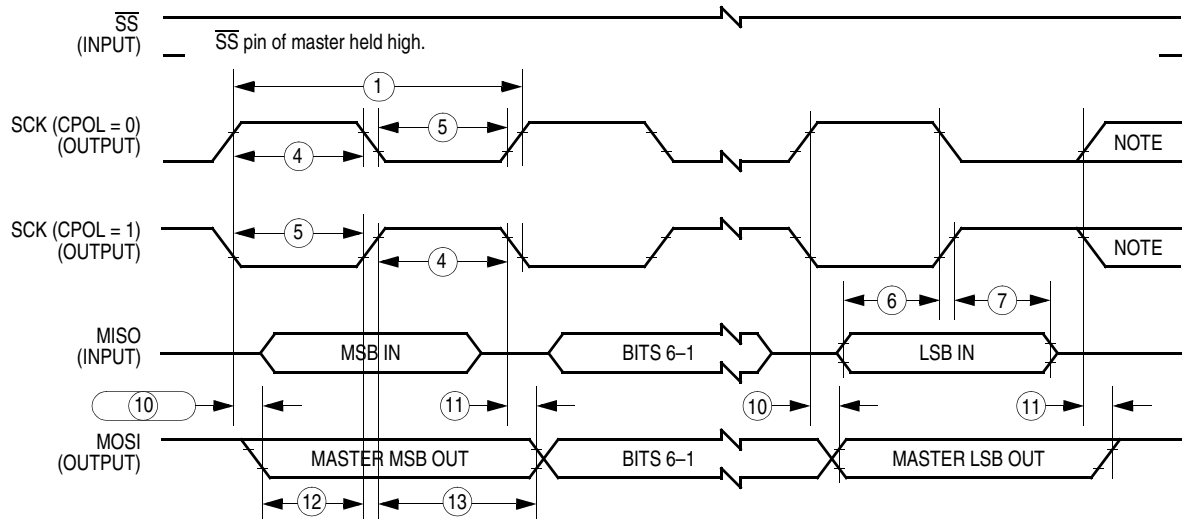 SS
(INPUT)
SS pin of master held high.
1
SCK (CPOL = 0)
(OUTPUT)
5
4
NOTE
SCK (CPOL = 1)
(OUTPUT)
5
4
NOTE
6
7
MISO
(INPUT)
MSB IN
BITS 6–1
LSB IN
10
11
10
11
MOSI
(OUTPUT)
MASTER MSB OUT
BITS 6–1
MASTER LSB OUT
12
13